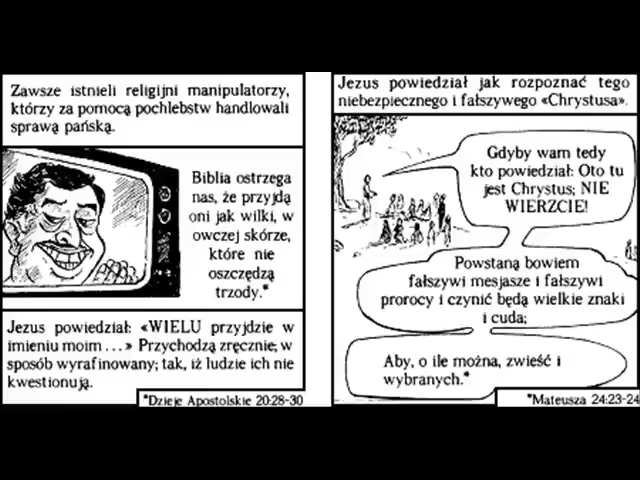 Zawsze istnieli religijni manipulatorzy,
którzy za pomocą pochlebstw handlowali
sprawą pańską.
Biblia ostrzega
nas, że przyjdą
oni jak wilki, w
owczej skórze,
które nie
oszczędzą
trzody.*
Jezus powiedział: «WIELU przyjdzie w
imieniu moim...» Przychodzą zręcznie, w
sposób wyrafinowany; tak, iż ludzie ich nie
kwestionują.
*Dzieje Apostolskie 20:28-30
Jezus powiedział jak rozpoznać tego
niebezpiecznego i fałszywego «Chrystusa».
Gdyby wam tedy
kto powiedział: Oto tu
jest Chrystus; NIE
WIERZCIE!
Powstaną bowiem
fałszywi mesjasze i fałszywi
prorocy i czynić będą wielkie znaki
i cuda;
Aby, o ile można, zwieść i
wybranych.*
*Mateusza 24:23-24